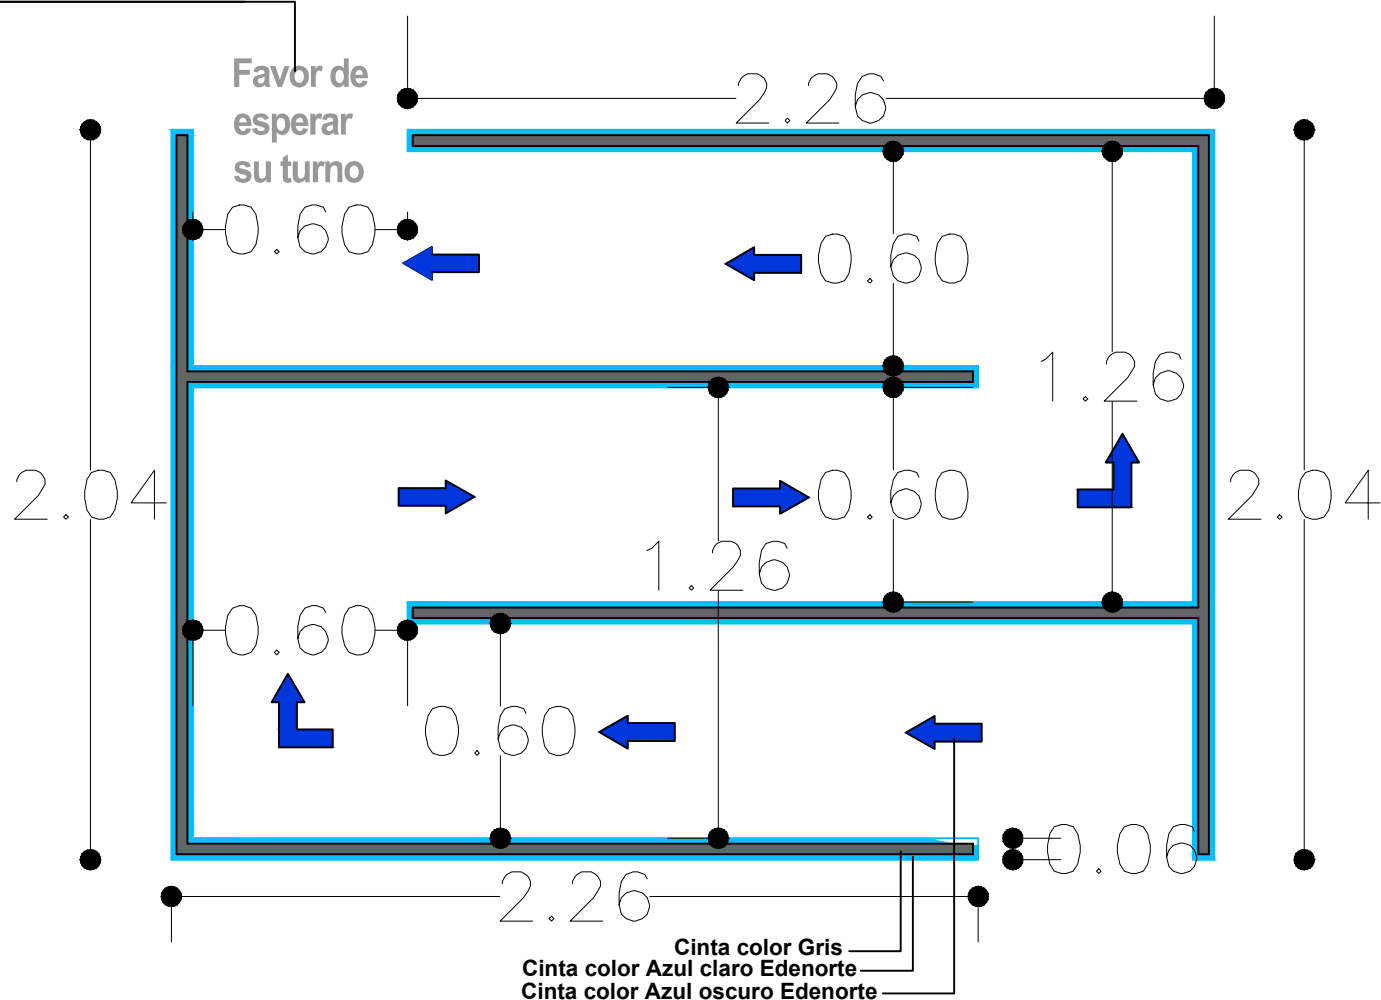 Favor de
esperar
su turno
2.26
0.60
0.60
1.26
2.04
0.60
2.04
1.26
0.60
0.60
0.06
2.26
Cinta color Gris
Cinta color Azul claro Edenorte
Cinta color Azul oscuro Edenorte